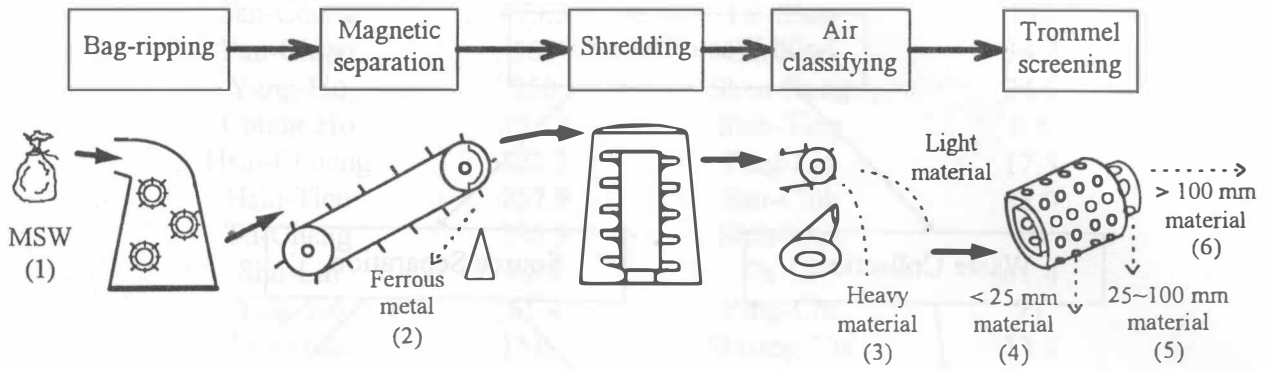 Bag-ripping
Magnetic
separation
Shredding
Air
classifying
Trommel
screening
MSW
(1)
Ferrous
metal
(2)
Light
material
Heavy
material
(3)
< 25 mm
material
(4)
25~100 mm
material
(5)
> 100 mm
material
(6)